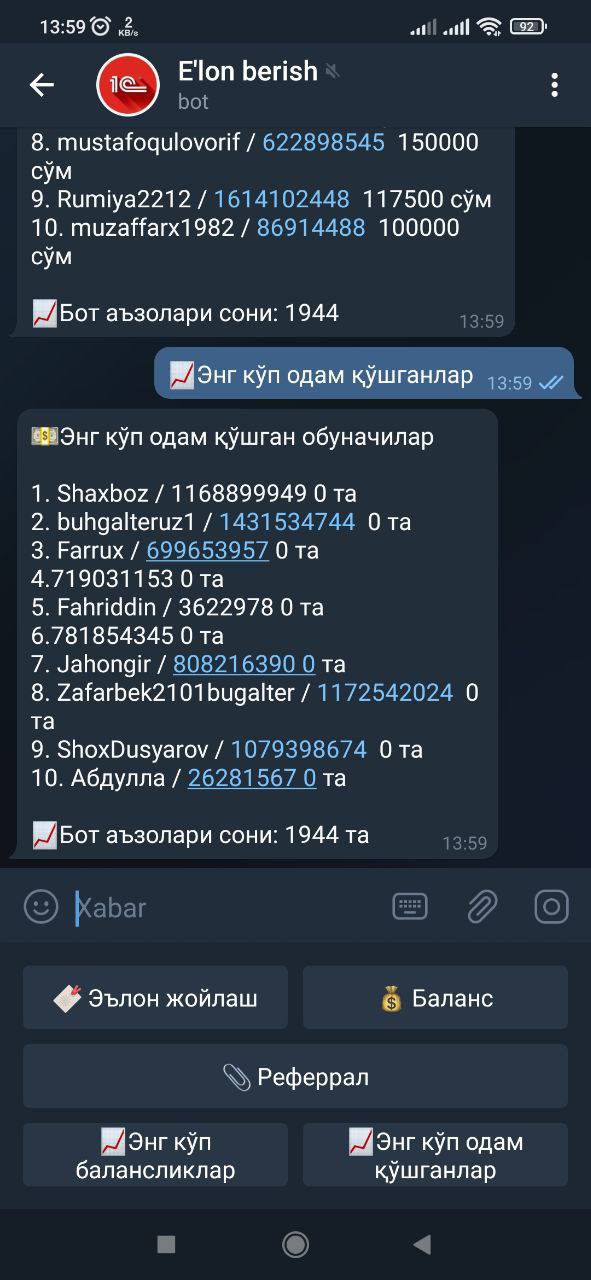 13:59 2 KB/s 92
E'lon berish
bot
8. mustafoqulovorif / 622898545 150000
сўм
9. Rumiya2212 / 1614102448 117500 сўм
10. muzaffarx1982 / 86914488 100000
сўм
📈Бот аъзолари сони: 1944
13:59
📈Энг кўп одам қўшганлар 13:59
💵Энг кўп одам қўшган обуначилар
1. Shaxboz / 1168899949 0 та
2. buhgalteruz1 / 1431534744 0 та
3. Farrux / 699653957 0 та
4.719031153 0 та
5. Fahriddin / 3622978 0 та
6.781854345 0 та
7. Jahongir / 808216390 0 та
8. Zafarbek2101bugalter / 1172542024 0
та
9. ShoxDusyarov / 1079398674 0 та
10. Абдулла / 26281567 0 та
📈Бот аъзолари сони: 1944 та
13:59
Xabar
Эълон жойлаш
💰 Баланс
📎 Реферрал
📈Энг кўп
балансликлар
📈Энг кўп одам
қўшганлар